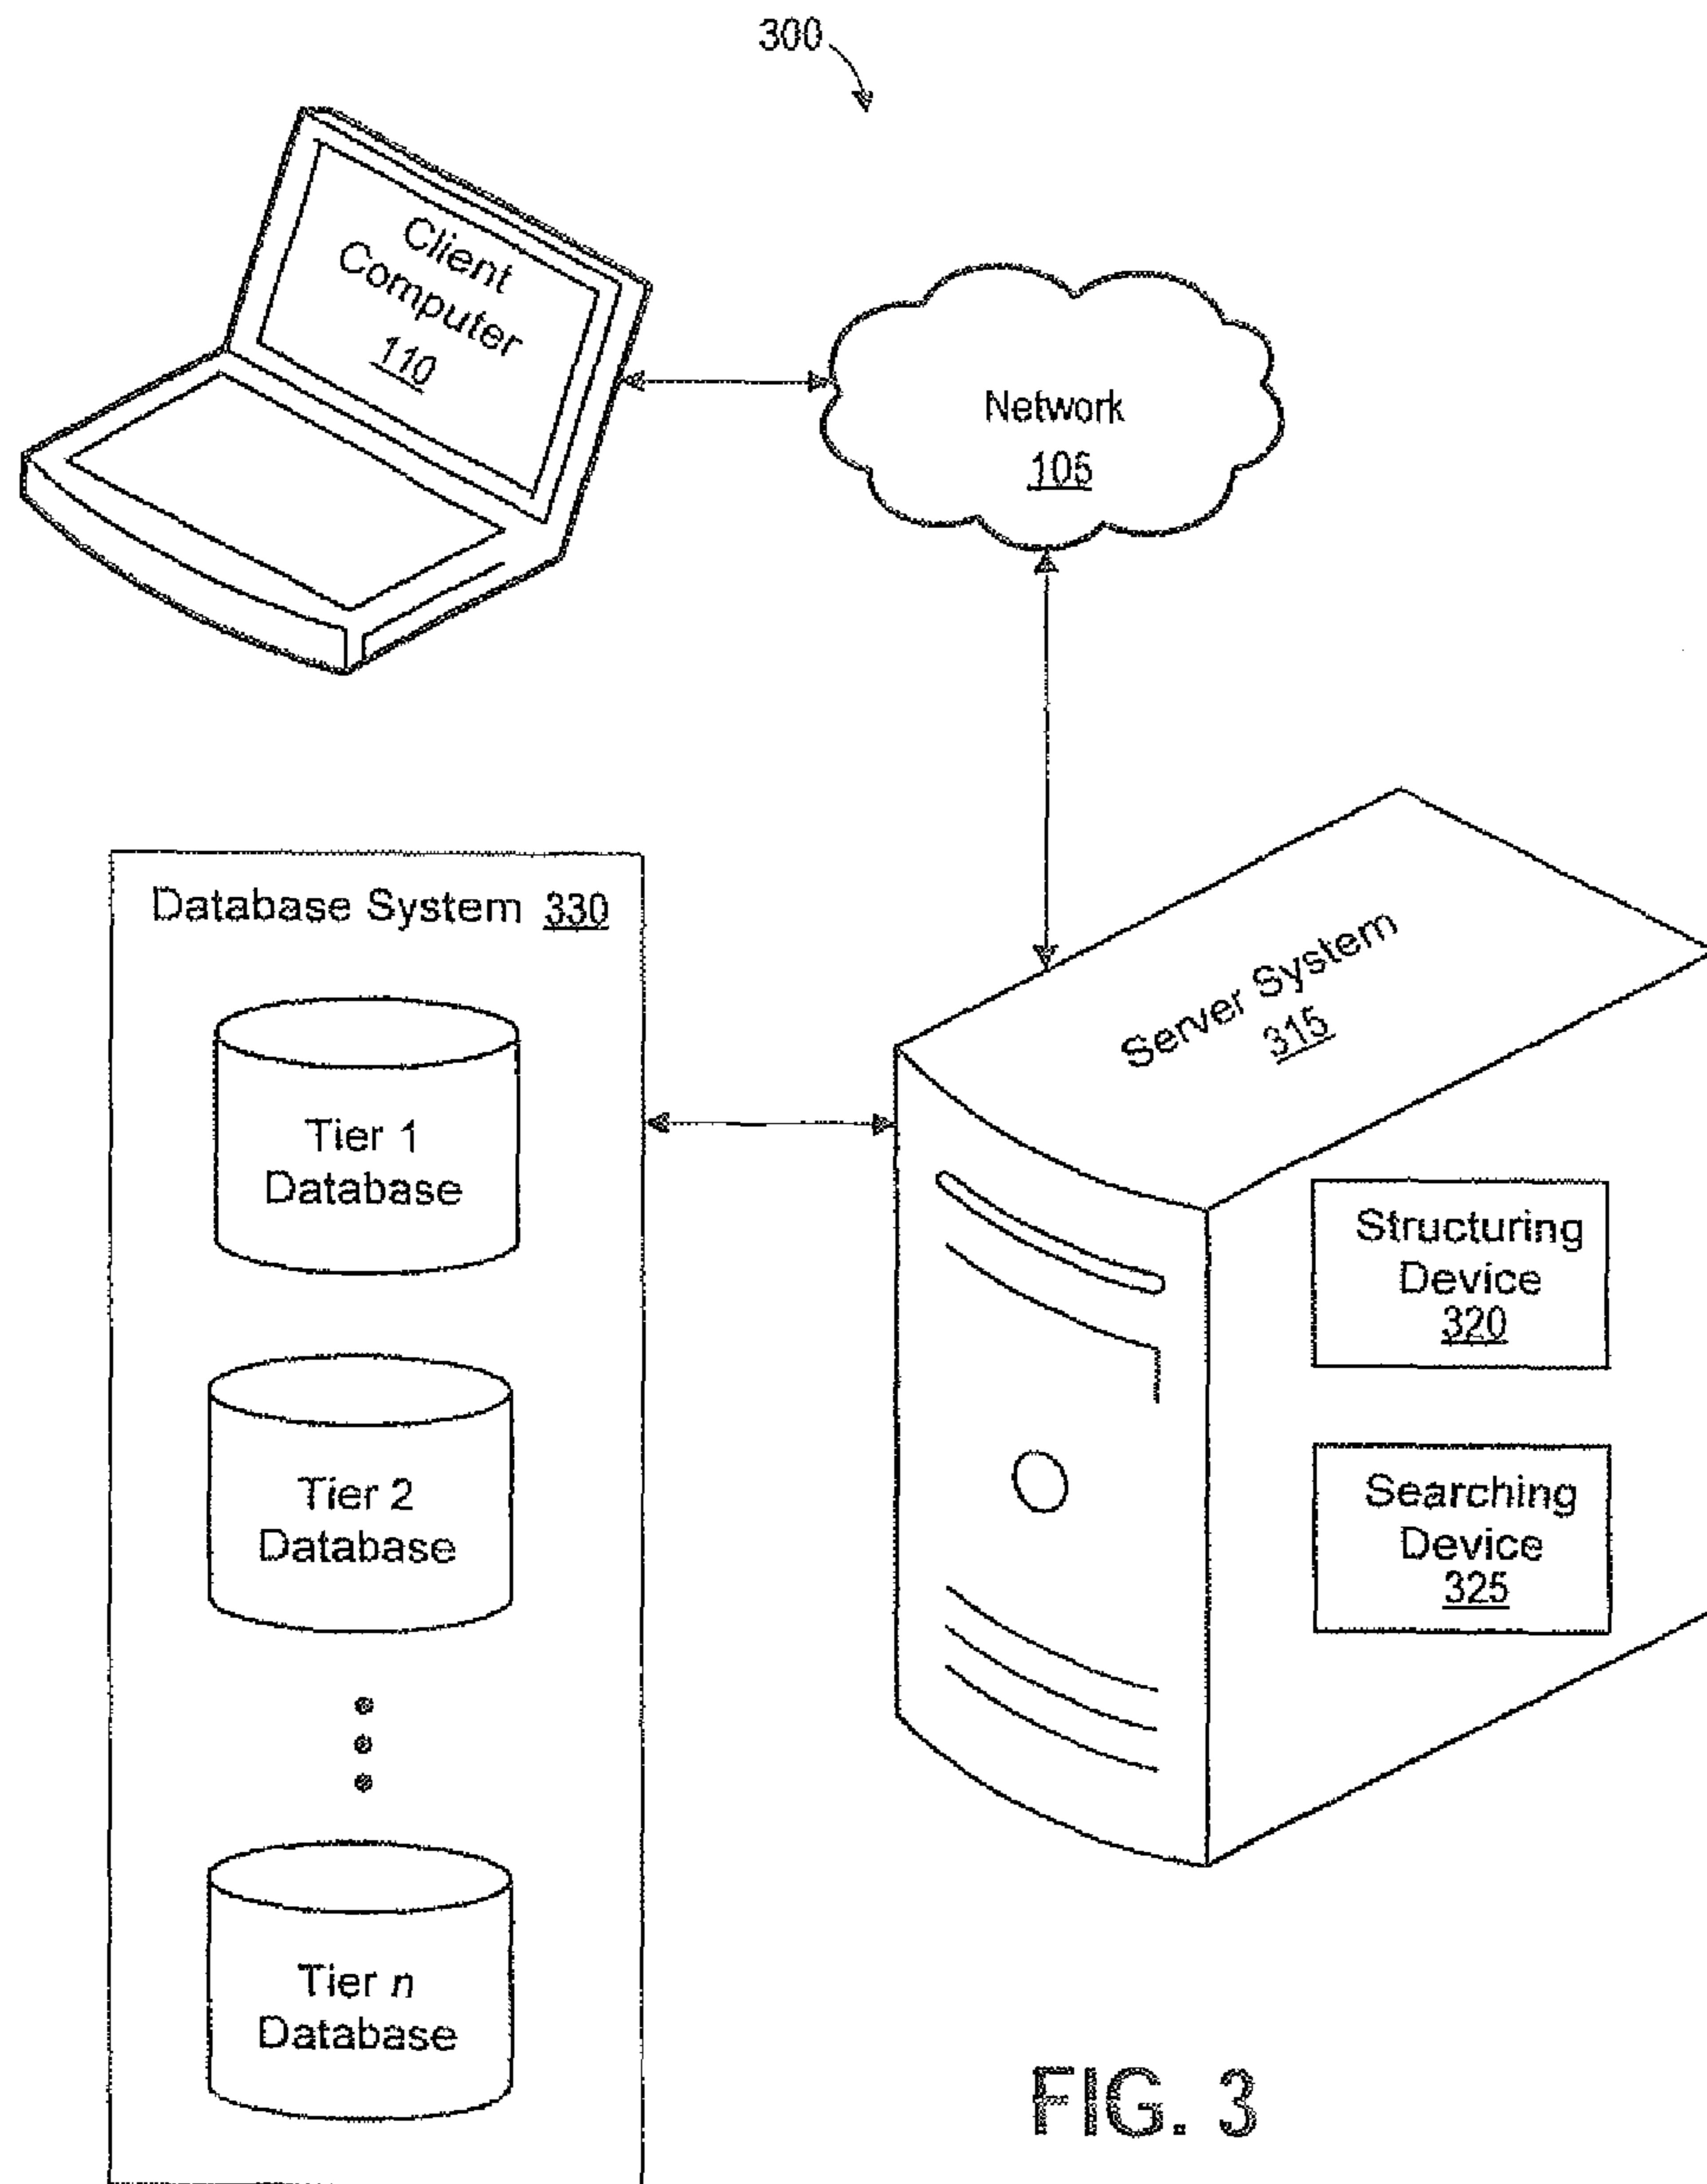 300
Client
Computer
110
Network
105
Database System 330
Server System
315
Tier 1
Database
Structuring
Device
320
Tier 2
Database
Searching
Device
325
Tier n
Database
FIG. 3